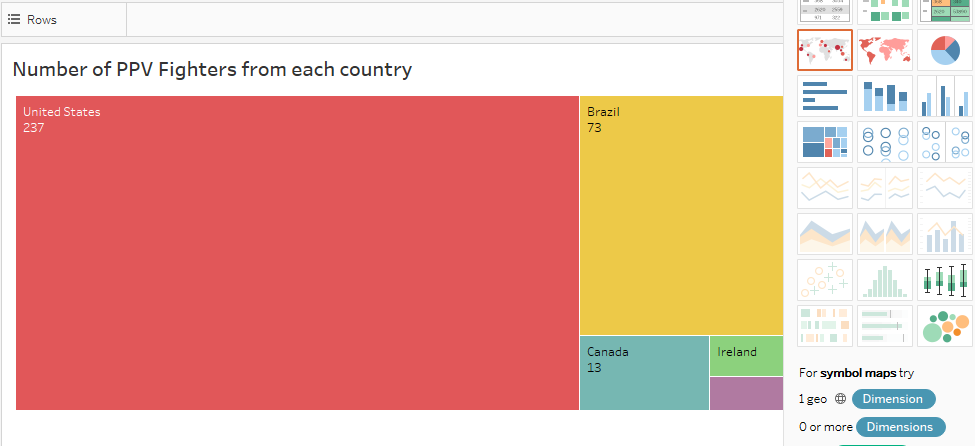 Rows
Number of PPV Fighters from each country
United States
237
Brazil
73
Canada
13
Ireland
For symbol maps try
1 geo Dimension
0 or more Dimensions